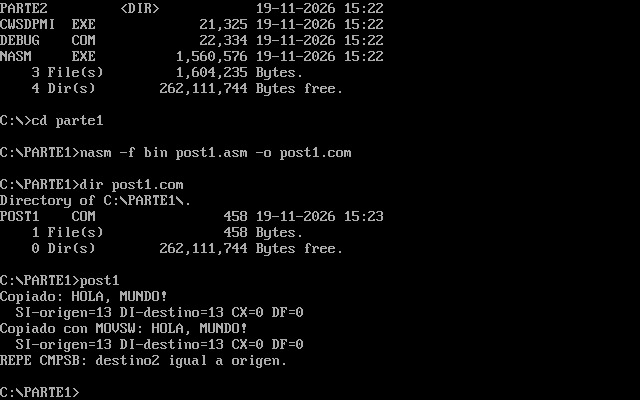 PARTE2         <DIR>            19-11-2026 15:22
CWSDPMI  EXE             21,325 19-11-2026 15:22
DEBUG    COM             22,334 19-11-2026 15:22
NASM     EXE          1,560,576 19-11-2026 15:22
    3 File(s)         1,604,235 Bytes.
    4 Dir(s)        262,111,744 Bytes free.
C:\>cd parte1
C:\PARTE1>nasm -f bin post1.asm -o post1.com
C:\PARTE1>dir post1.com
Directory of C:\PARTE1\.
POST1    COM                458 19-11-2026 15:23
    1 File(s)               458 Bytes.
    0 Dir(s)        262,111,744 Bytes free.
C:\PARTE1>post1
Copiado: HOLA, MUNDO!
  SI-origen=13 DI-destino=13 CX=0 DF=0
Copiado con MOVSW: HOLA, MUNDO!
  SI-origen=13 DI-destino=13 CX=0 DF=0
REPE CMPSB: destino2 igual a origen.
C:\PARTE1>